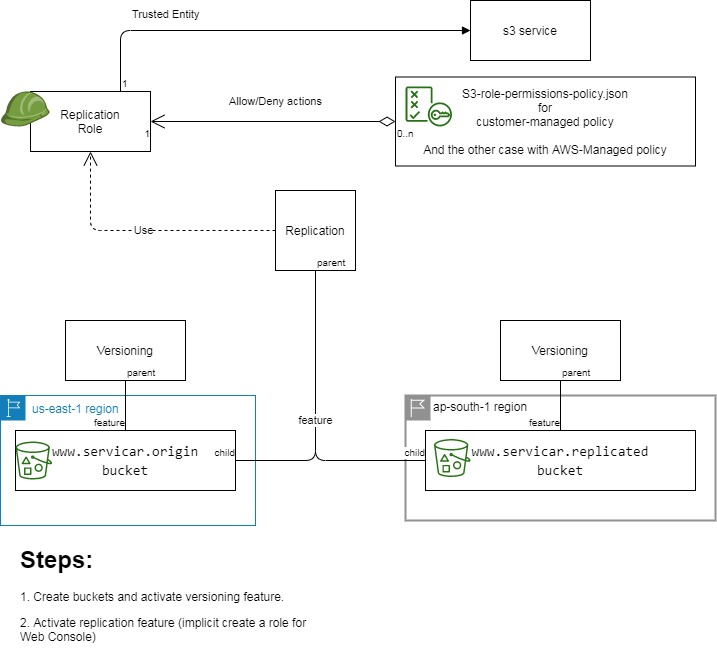 Trusted Entity
s3 service
1
Replication
Role
1
Allow/Deny actions
0..n
S3-role-permissions-policy.json
for
customer-managed policy
And the other case with AWS-Managed policy
Use
Replication
parent
Versioning
parent
Versioning
parent
us-east-1 region
feature
www.servicar.origin
bucket
child
feature
ap-south-1 region
feature
child
www.servicar.replicated
bucket
Steps:
1. Create buckets and activate versioning feature.
2. Activate replication feature (implicit create a role for
Web Console)